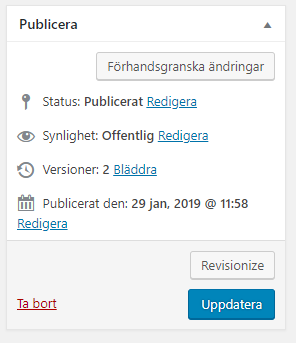 Publicera
Förhandsgranska ändringar
Status: Publicerat Redigera
Synlighet: Offentlig Redigera
Versioner: 2 Bläddra
Publicerat den: 29 jan, 2019 @ 11:58
Redigera
Revisionize
Ta bort Uppdatera